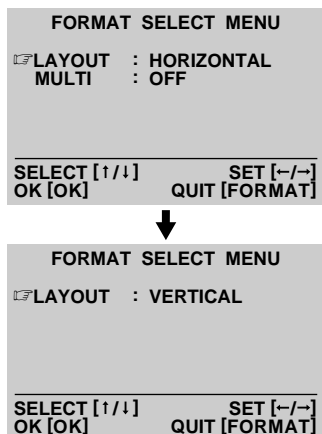 FORMAT SELECT MENU
☞LAYOUT : HORIZONTAL
MULTI : OFF
SELECT [↑/↓] SET [←/→]
OK [OK] QUIT [FORMAT]
FORMAT SELECT MENU
☞LAYOUT : VERTICAL
SELECT [↑/↓] SET [←/→]
OK [OK] QUIT [FORMAT]